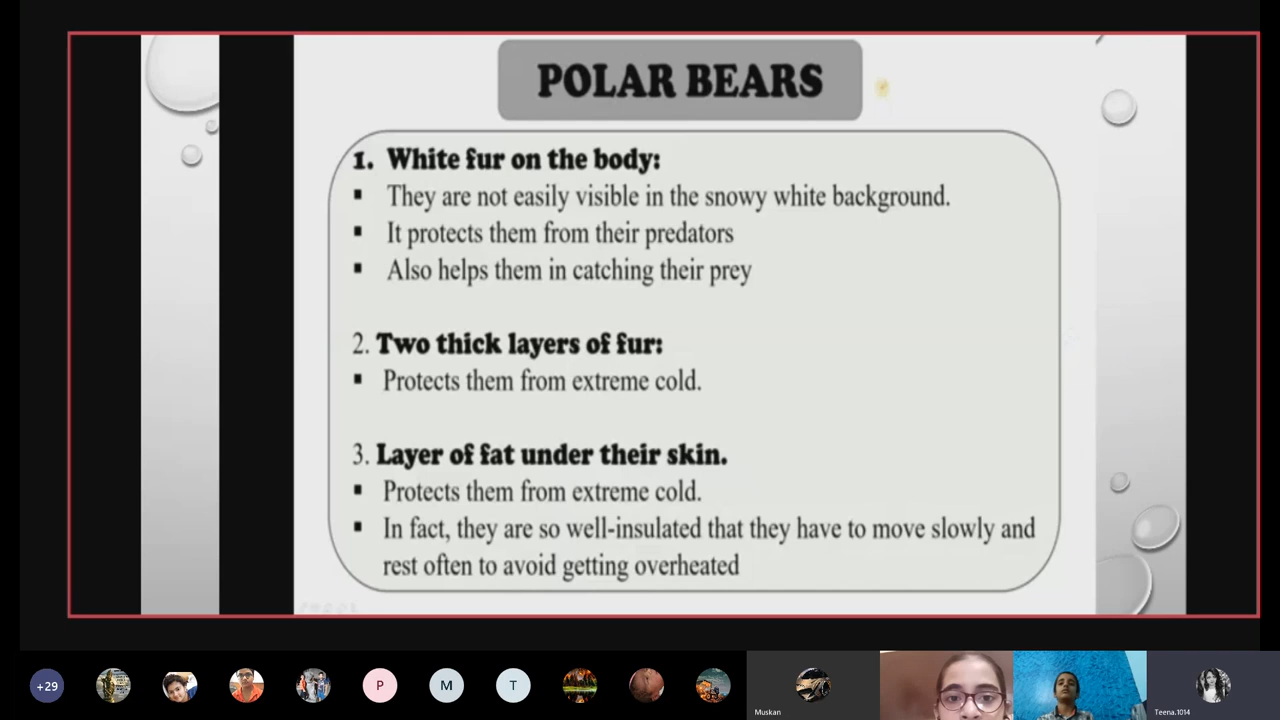 POLAR BEARS
1. White fur on the body:
▪ They are not easily visible in the snowy white background.
▪ It protects them from their predators
▪ Also helps them in catching their prey
2. Two thick layers of fur:
▪ Protects them from extreme cold.
3. Layer of fat under their skin.
▪ Protects them from extreme cold.
▪ In fact, they are so well-insulated that they have to move slowly and
rest often to avoid getting overheated
+29
P
M
T
Muskan
Teena.1014